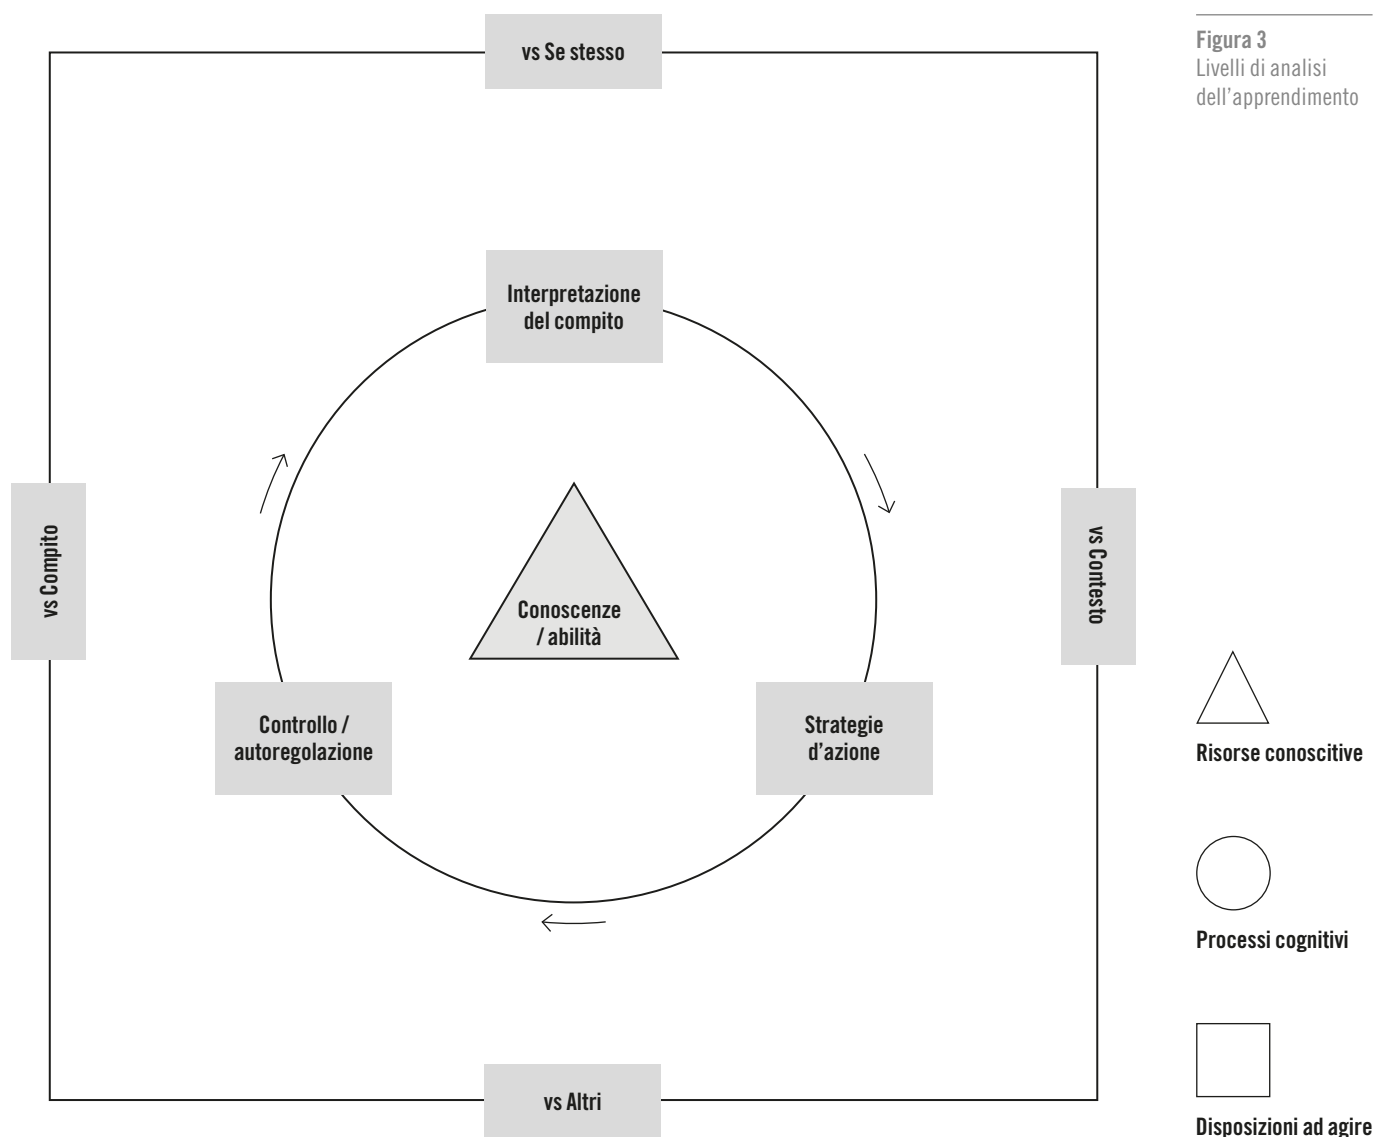 vs Se stesso
Figura 3
Livelli di analisi
dell’apprendimento
Interpretazione
del compito
vs Compito
vs Contesto
Conoscenze
/ abilità
Controllo /
autoregolazione
Strategie
d’azione
vs Altri
Risorse conoscitive
Processi cognitivi
Disposizioni ad agire